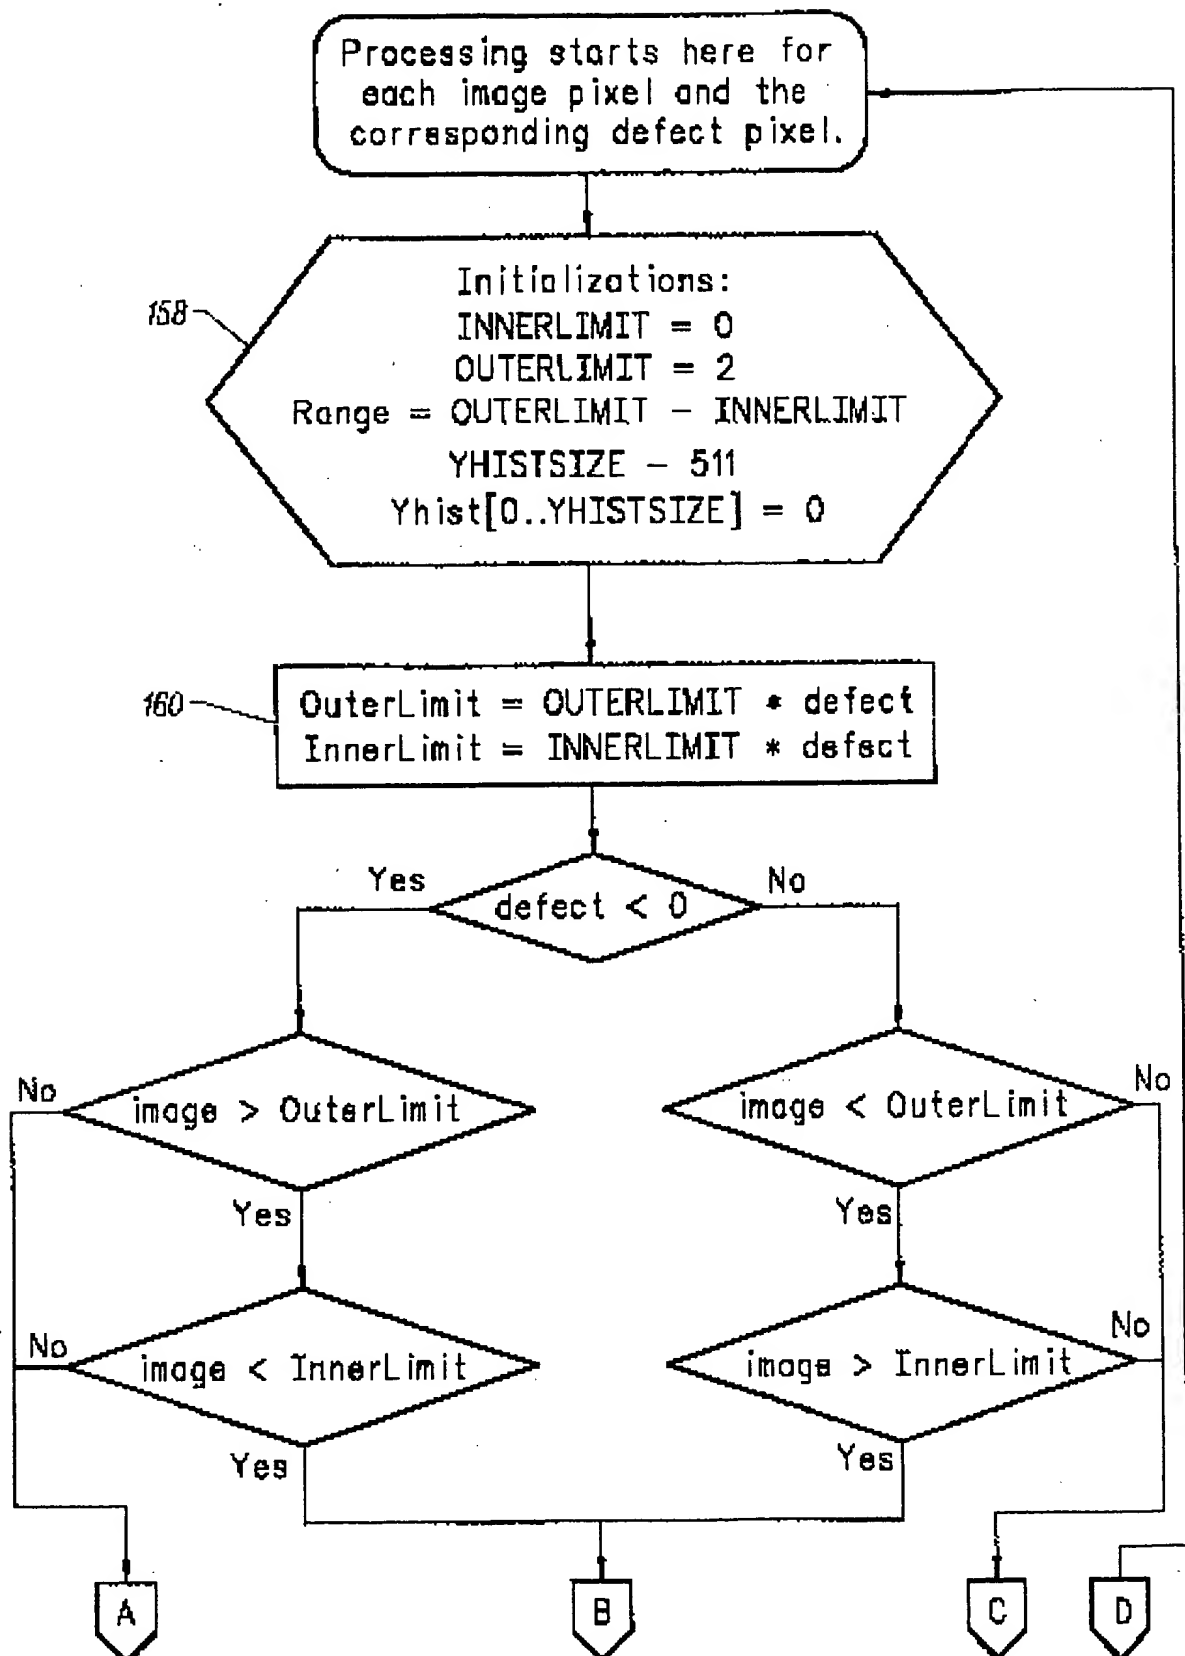 Processing starts here for
each image pixel and the
corresponding defect pixel.
158
Initializations:
INNERLIMIT = 0
OUTERLIMIT = 2
Range = OUTERLIMIT - INNERLIMIT
YHISTSIZE - 511
Yhist[0..YHISTSIZE] = 0
160
OuterLimit = OUTERLIMIT * defect
InnerLimit = INNERLIMIT * defect
Yes
defect < 0
No
No
image > OuterLimit
Yes
image < OuterLimit
No
Yes
No
image < InnerLimit
Yes
image > InnerLimit
No
Yes
A
B
C
D